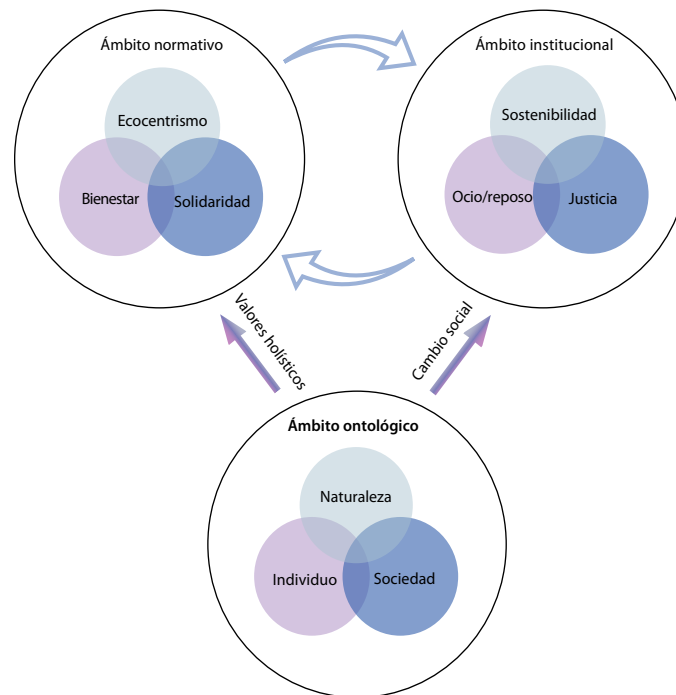 Ámbito normativo
Ecocentrismo
Bienestar
Solidaridad
Ámbito institucional
Sostenibilidad
Ocio/reposo
Justicia
Valores holísticos
Cambio social
Ámbito ontológico
Naturaleza
Individuo
Sociedad